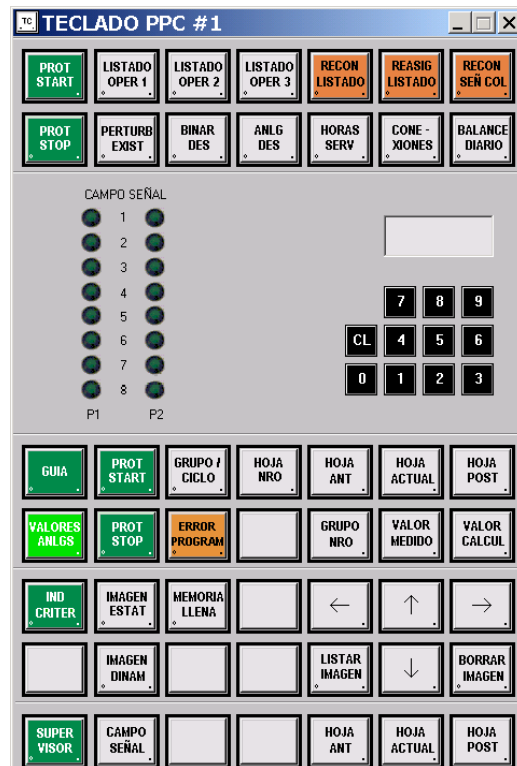 TC TECLADO PPC #1
PROT START LISTADO OPER 1 LISTADO OPER 2 LISTADO OPER 3 RECON LISTADO REASIG LISTADO RECON SEÑ COL
PROT STOP PERTURB EXIST BINAR DES ANLG DES HORAS SERV CONE - XIONES BALANCE DIARIO
CAMPO SEÑAL
1
2
3
4
5
6
7
8
P1 P2
7 8 9
CL 4 5 6
0 1 2 3
GUIA PROT START GRUPO / CICLO HOJA NRO HOJA ANT HOJA ACTUAL HOJA POST
VALORES ANLGS PROT STOP ERROR PROGRAM GRUPO NRO VALOR MEDIDO VALOR CALCUL
IND CRITER IMAGEN ESTAT MEMORIA LLENA ← ↑ →
IMAGEN DINAM LISTAR IMAGEN ↓ BORRAR IMAGEN
SUPER VISOR CAMPO SEÑAL HOJA ANT HOJA ACTUAL HOJA POST